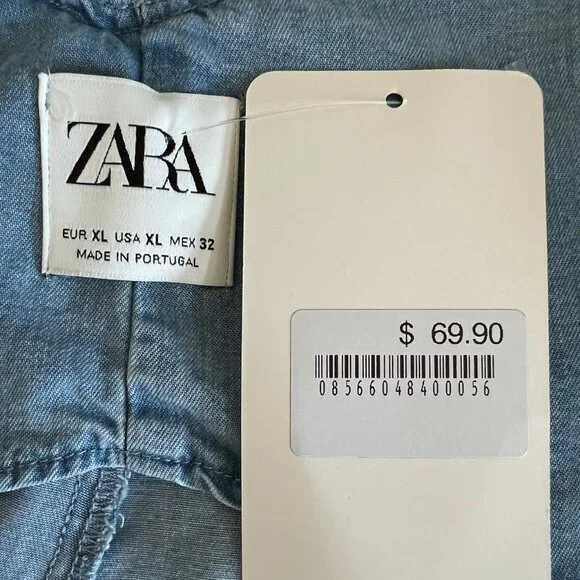 ZARA
EUR XL USA XL MEX 32
MADE IN PORTUGAL
$ 69.90
08566048400056